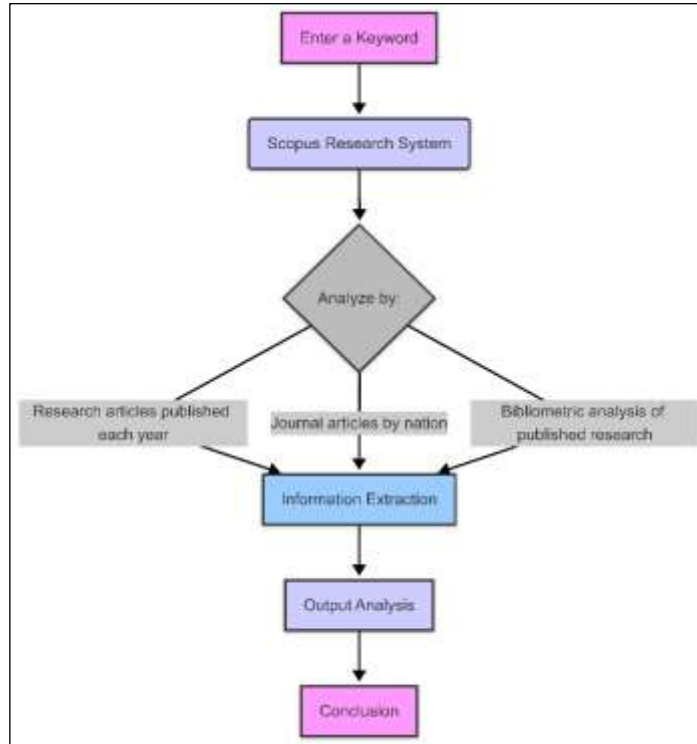 Enter a Keyword
Scopus Research System
Analyze by:
Research articles published
each year
Journal articles by nation
Bibliometric analysis of
published research
Information Extraction
Output Analysis
Conclusion